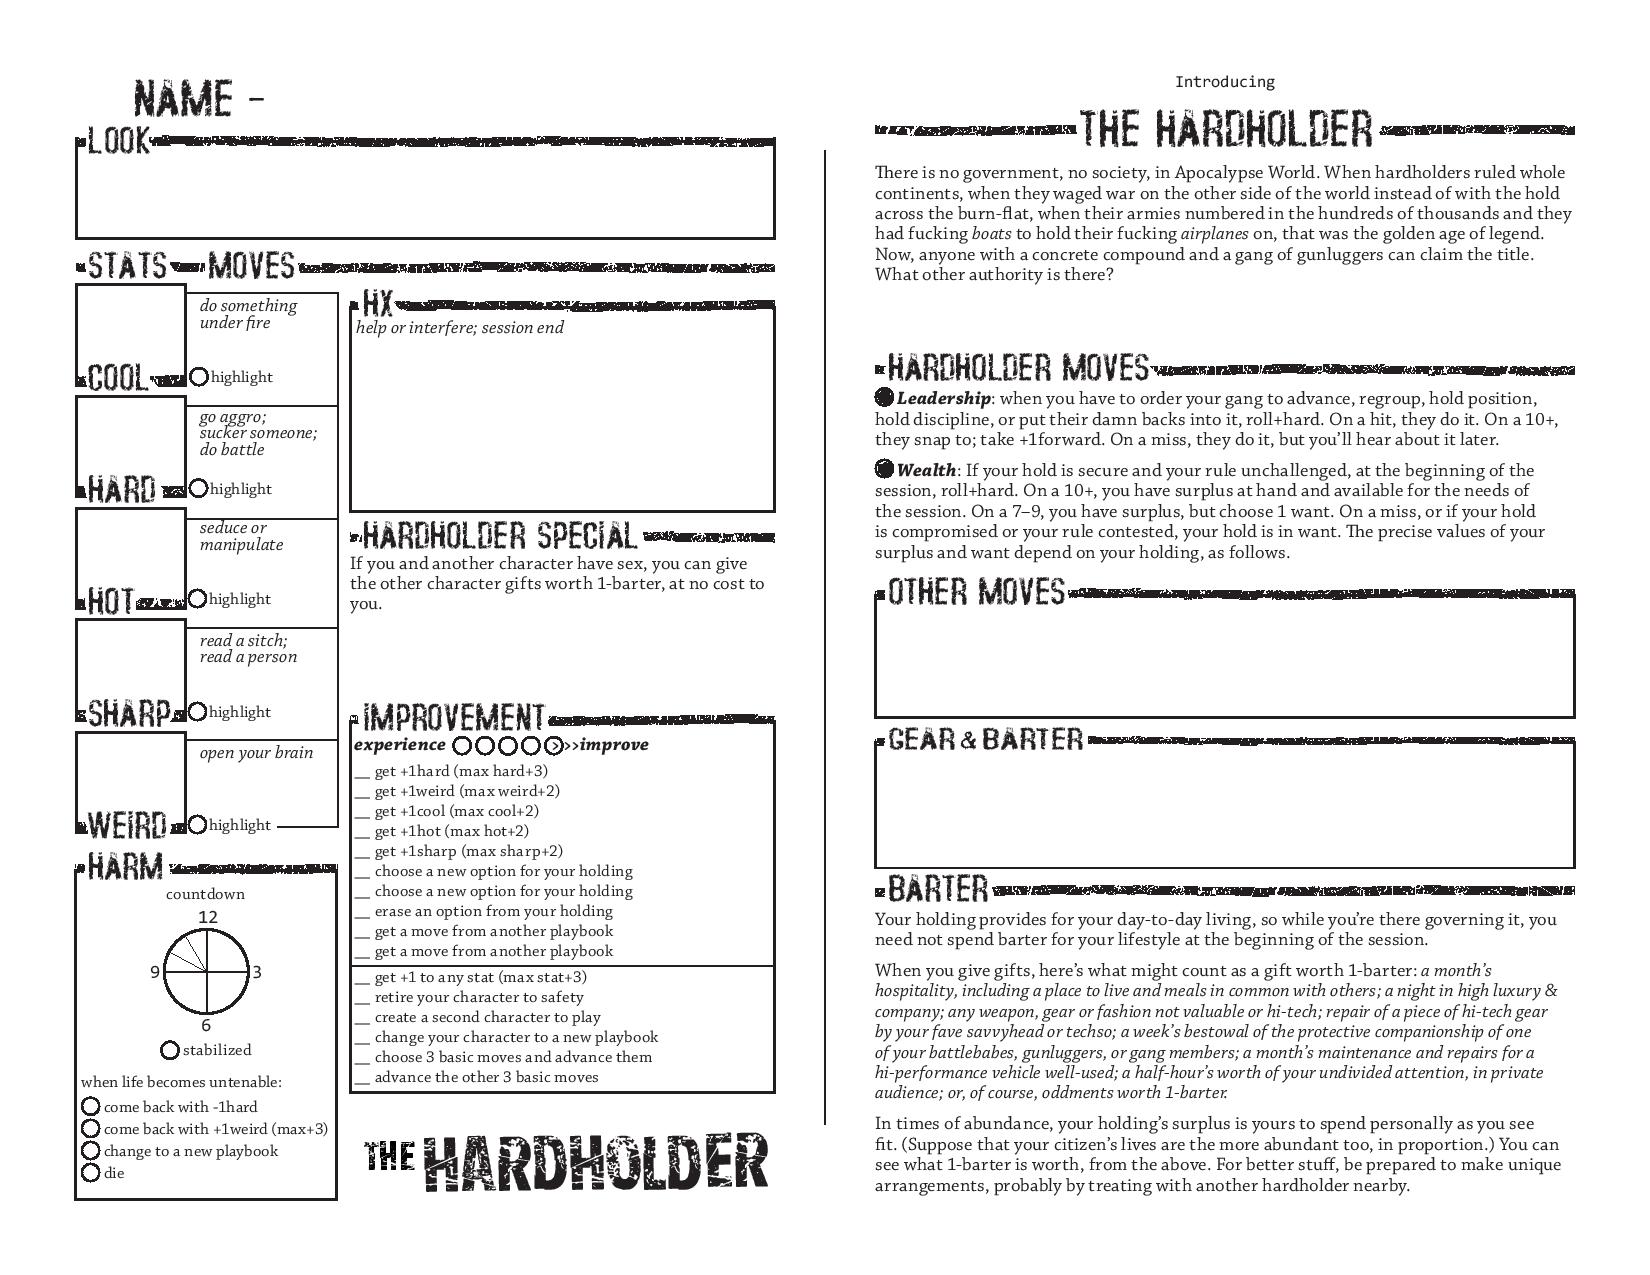 NAME –
LOOK
STATS MOVES
do something
under fire
COOL
highlight
go aggro;
sucker someone;
do battle
HARD
highlight
seduce or
manipulate
HOT
highlight
read a sitch;
read a person
SHARP
highlight
open your brain
WEIRD
highlight
HARM
countdown
12
9
3
6
stabilized
when life becomes untenable:
come back with -1hard
come back with +1weird (max+3)
change to a new playbook
die
HX
help or interfere; session end
HARDHOLDER SPECIAL
If you and another character have sex, you can give
the other character gifts worth 1-barter, at no cost to
you.
IMPROVEMENT
experience >>>improve
__ get +1hard (max hard+3)
__ get +1weird (max weird+2)
__ get +1cool (max cool+2)
__ get +1hot (max hot+2)
__ get +1sharp (max sharp+2)
__ choose a new option for your holding
__ choose a new option for your holding
__ erase an option from your holding
__ get a move from another playbook
__ get a move from another playbook
__ get +1 to any stat (max stat+3)
__ retire your character to safety
__ create a second character to play
__ change your character to a new playbook
__ choose 3 basic moves and advance them
__ advance the other 3 basic moves
THE HARDHOLDER
Introducing
THE HARDHOLDER
There is no government, no society, in Apocalypse World. When hardholders ruled whole
continents, when they waged war on the other side of the world instead of with the hold
across the burn-flat, when their armies numbered in the hundreds of thousands and they
had fucking boats to hold their fucking airplanes on, that was the golden age of legend.
Now, anyone with a concrete compound and a gang of gunluggers can claim the title.
What other authority is there?
HARDHOLDER MOVES
Leadership: when you have to order your gang to advance, regroup, hold position,
hold discipline, or put their damn backs into it, roll+hard. On a hit, they do it. On a 10+,
they snap to; take +1forward. On a miss, they do it, but you'll hear about it later.
Wealth: If your hold is secure and your rule unchallenged, at the beginning of the
session, roll+hard. On a 10+, you have surplus at hand and available for the needs of
the session. On a 7–9, you have surplus, but choose 1 want. On a miss, or if your hold
is compromised or your rule contested, your hold is in want. The precise values of your
surplus and want depend on your holding, as follows.
OTHER MOVES
GEAR & BARTER
BARTER
Your holding provides for your day-to-day living, so while you're there governing it, you
need not spend barter for your lifestyle at the beginning of the session.
When you give gifts, here's what might count as a gift worth 1-barter: a month's
hospitality, including a place to live and meals in common with others; a night in high luxury &
company; any weapon, gear or fashion not valuable or hi-tech; repair of a piece of hi-tech gear
by your fave savvyhead or techso; a week's bestowal of the protective companionship of one
of your battlebabes, gunluggers, or gang members; a month's maintenance and repairs for a
hi-performance vehicle well-used; a half-hour's worth of your undivided attention, in private
audience; or, of course, oddments worth 1-barter.
In times of abundance, your holding's surplus is yours to spend personally as you see
fit. (Suppose that your citizen's lives are the more abundant too, in proportion.) You can
see what 1-barter is worth, from the above. For better stuff, be prepared to make unique
arrangements, probably by treating with another hardholder nearby.